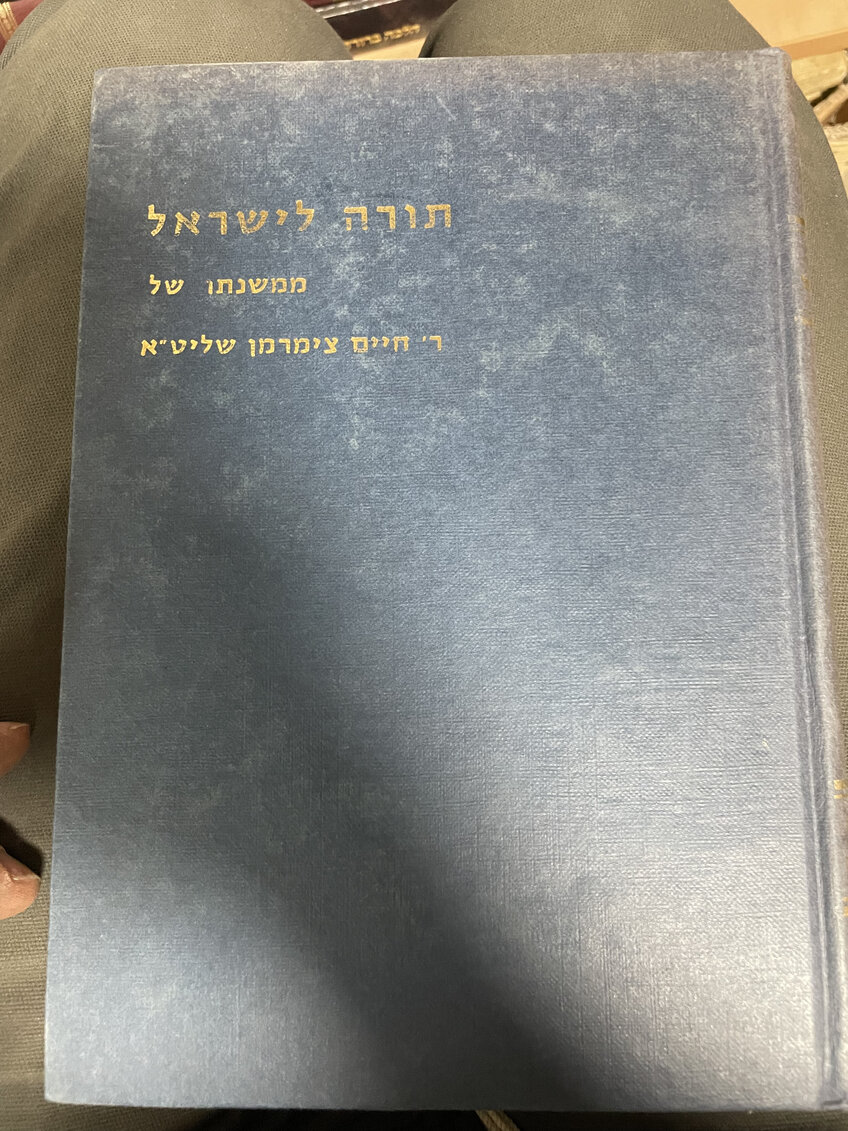 תורה לישראל
ממשנתו של
ר׳ חיים צימרמן שליט״א